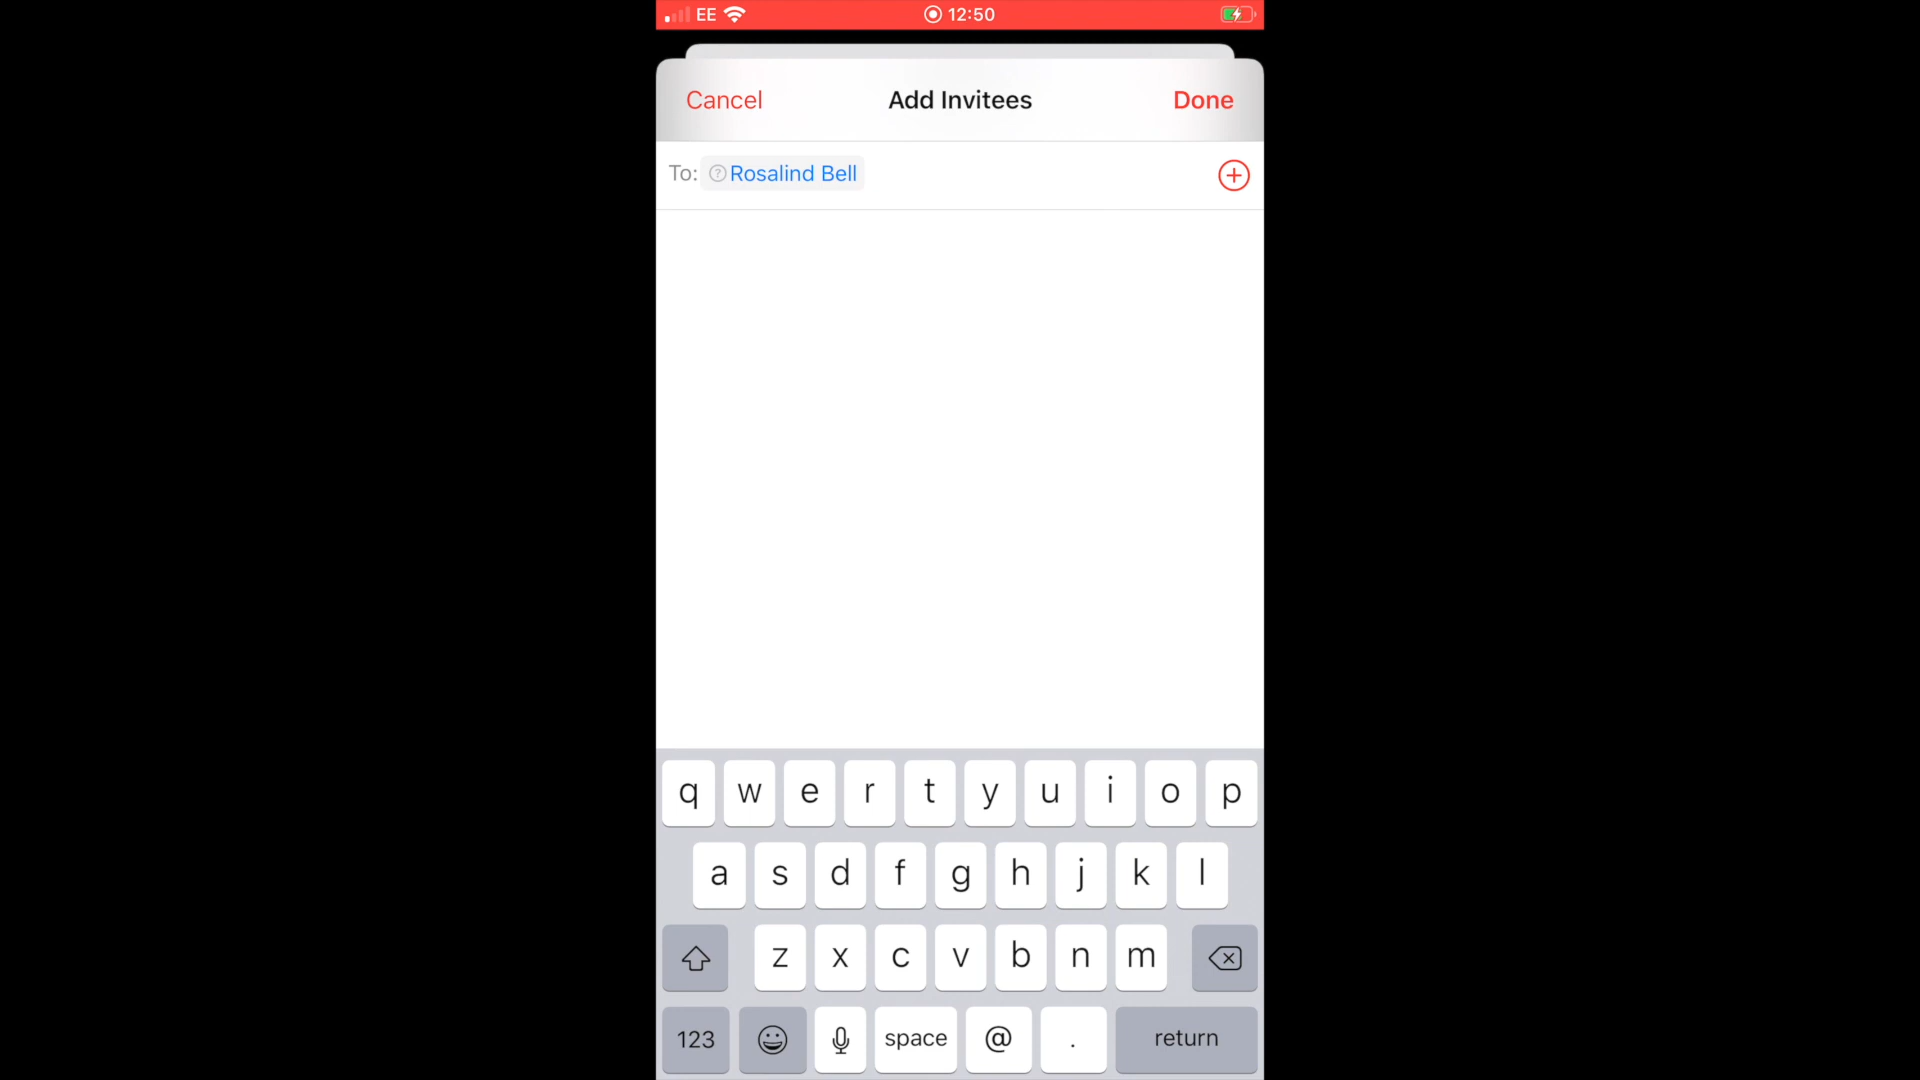 EE 12:50
Cancel Add Invitees Done
To: Rosalind Bell
q w e r t y u i o p
a s d f g h j k l
z x c v b n m
123 space @ . return